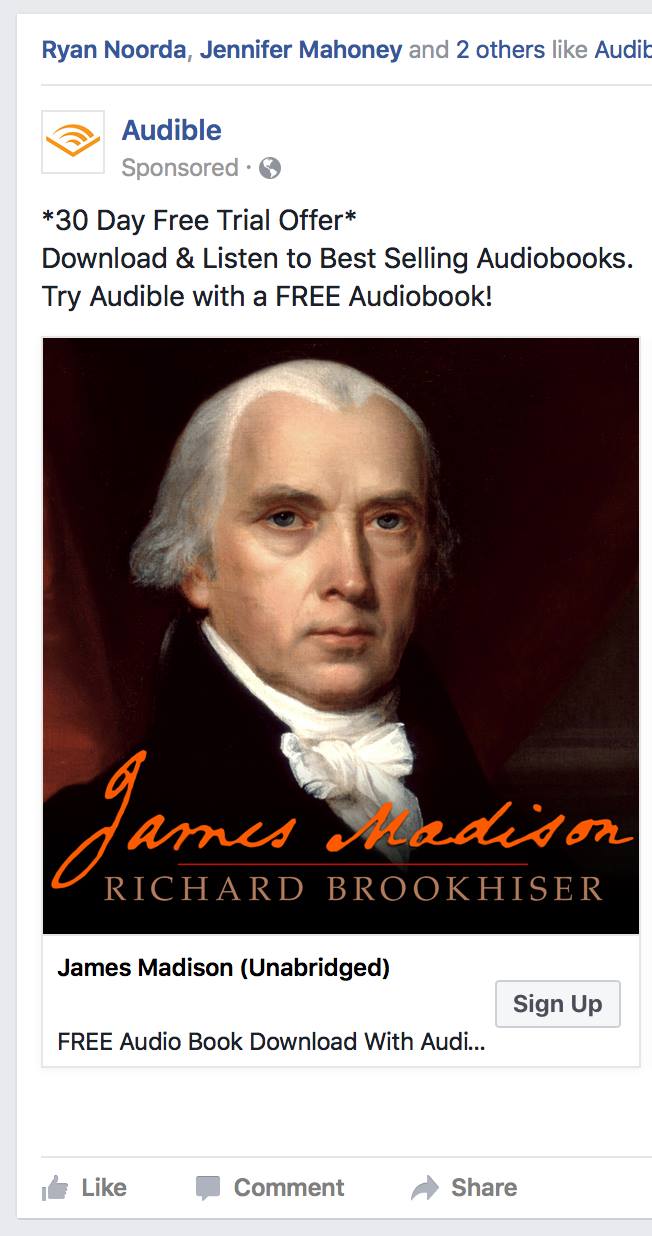 Ryan Noorda, Jennifer Mahoney and 2 others like Audib
Audible
Sponsored ·
*30 Day Free Trial Offer*
Download & Listen to Best Selling Audiobooks.
Try Audible with a FREE Audiobook!
James Madison
RICHARD BROOKHISER
James Madison (Unabridged)
Sign Up
FREE Audio Book Download With Audi...
Like Comment Share